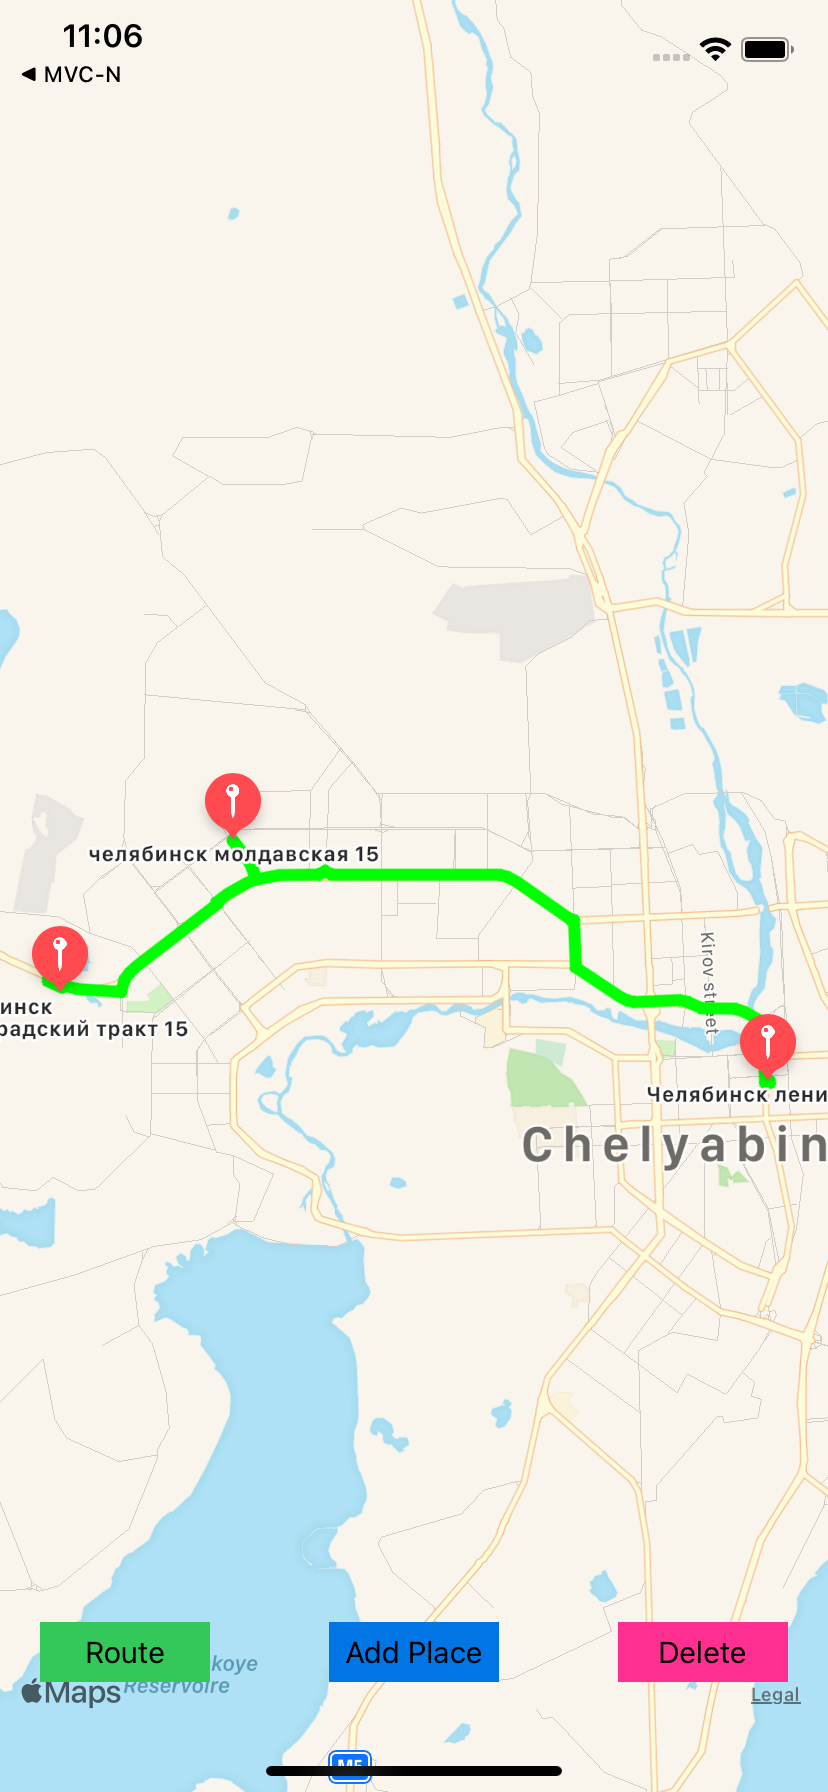 11:06
◀ MVC-N
челябинск молдавская 15
инск
радский тракт 15
Kirov street
Челябинск лени
Chelyabin
Route
Add Place
Delete
koye
Reservoire
Maps
Legal
M5